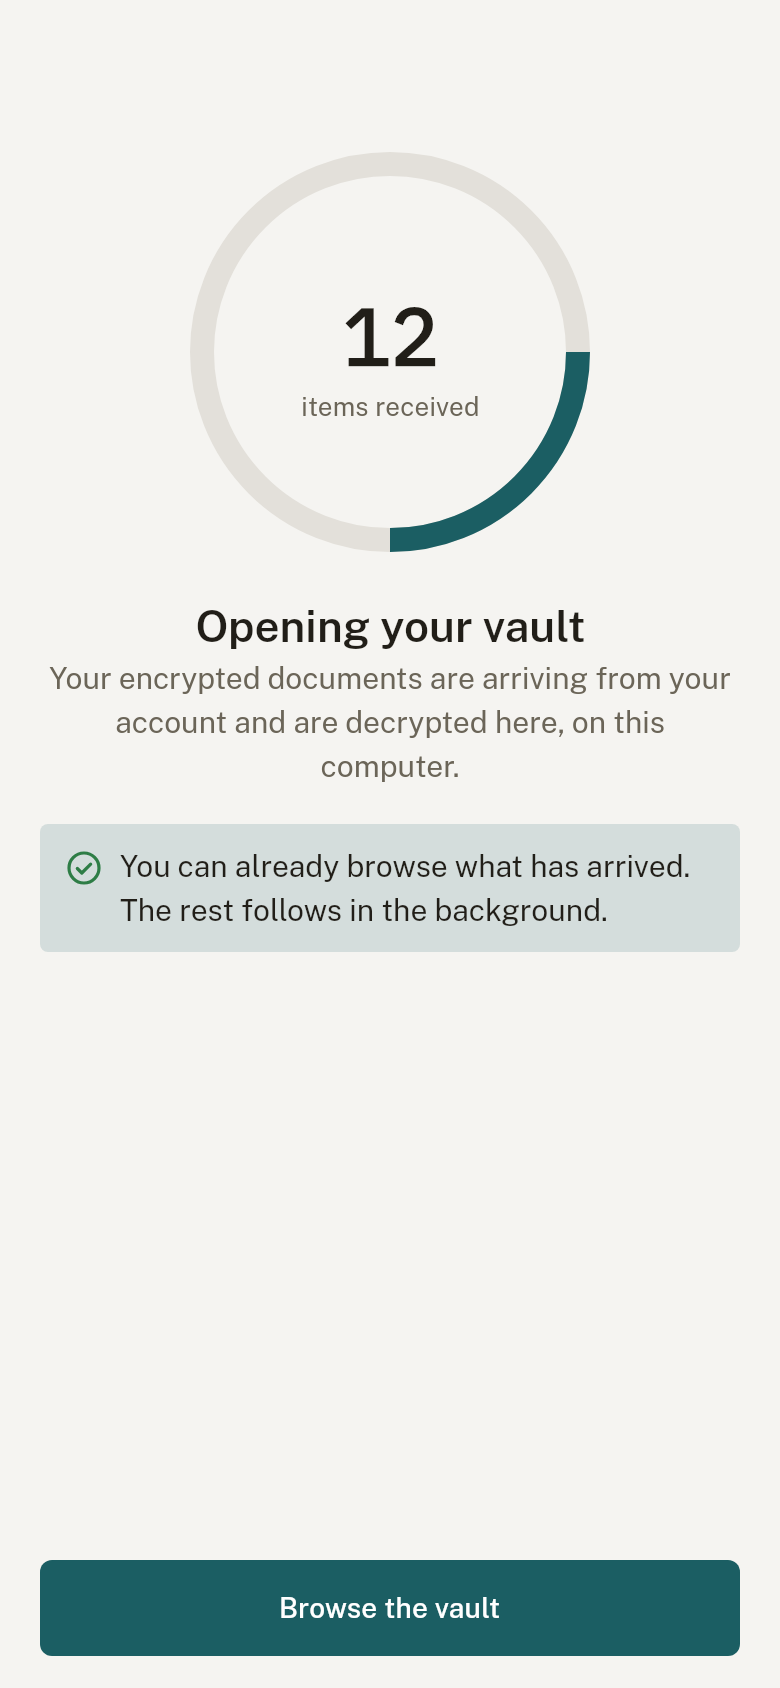 12
items received
Opening your vault
Your encrypted documents are arriving from your
account and are decrypted here, on this
computer.
You can already browse what has arrived.
The rest follows in the background.
Browse the vault